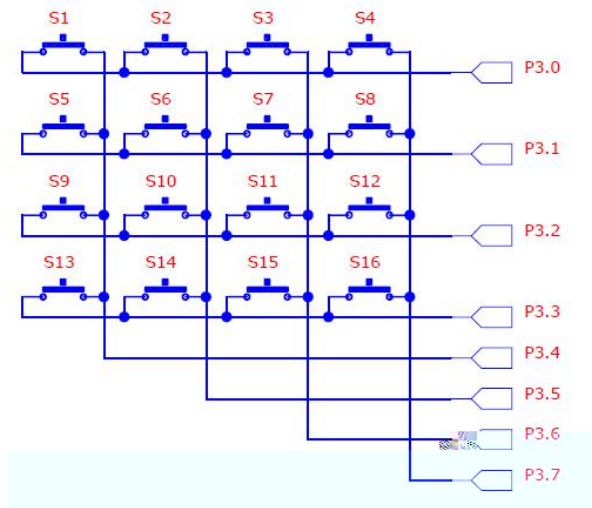 S1 S2 S3 S4
P3.0
S5 S6 S7 S8
P3.1
S9 S10 S11 S12
P3.2
S13 S14 S15 S16
P3.3
P3.4
P3.5
P3.6
P3.7